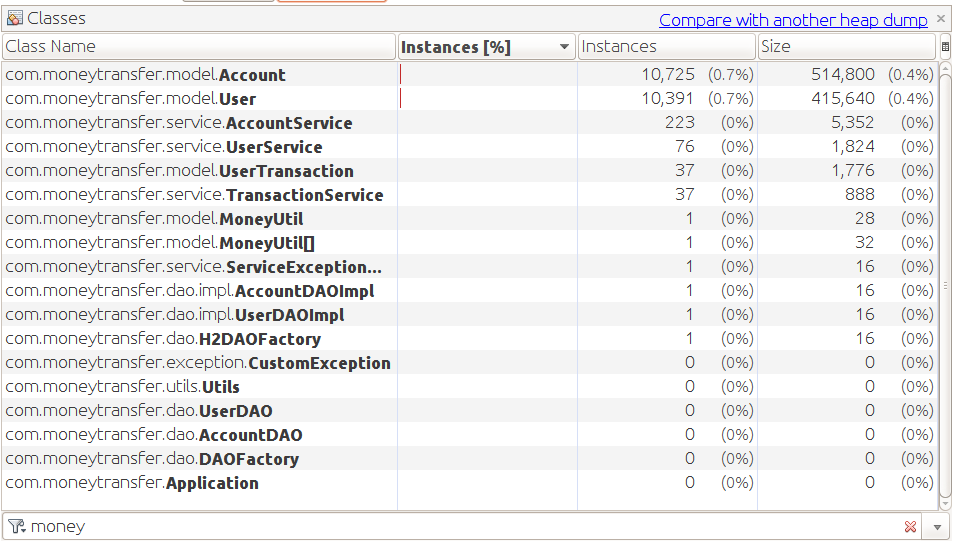 Classes Compare with another heap dump
Class Name Instances [%] Instances Size
com.moneytransfer.model.Account 10,725 (0.7%) 514,800 (0.4%)
com.moneytransfer.model.User 10,391 (0.7%) 415,640 (0.4%)
com.moneytransfer.service.AccountService 223 (0%) 5,352 (0%)
com.moneytransfer.service.UserService 76 (0%) 1,824 (0%)
com.moneytransfer.model.UserTransaction 37 (0%) 1,776 (0%)
com.moneytransfer.service.TransactionService 37 (0%) 888 (0%)
com.moneytransfer.model.MoneyUtil 1 (0%) 28 (0%)
com.moneytransfer.model.MoneyUtil[] 1 (0%) 32 (0%)
com.moneytransfer.service.ServiceException... 1 (0%) 16 (0%)
com.moneytransfer.dao.impl.AccountDAOImpl 1 (0%) 16 (0%)
com.moneytransfer.dao.impl.UserDAOImpl 1 (0%) 16 (0%)
com.moneytransfer.dao.H2DAOFactory 1 (0%) 16 (0%)
com.moneytransfer.exception.CustomException 0 (0%) 0 (0%)
com.moneytransfer.utils.Utils 0 (0%) 0 (0%)
com.moneytransfer.dao.UserDAO 0 (0%) 0 (0%)
com.moneytransfer.dao.AccountDAO 0 (0%) 0 (0%)
com.moneytransfer.dao.DAOFactory 0 (0%) 0 (0%)
com.moneytransfer.Application 0 (0%) 0 (0%)
money